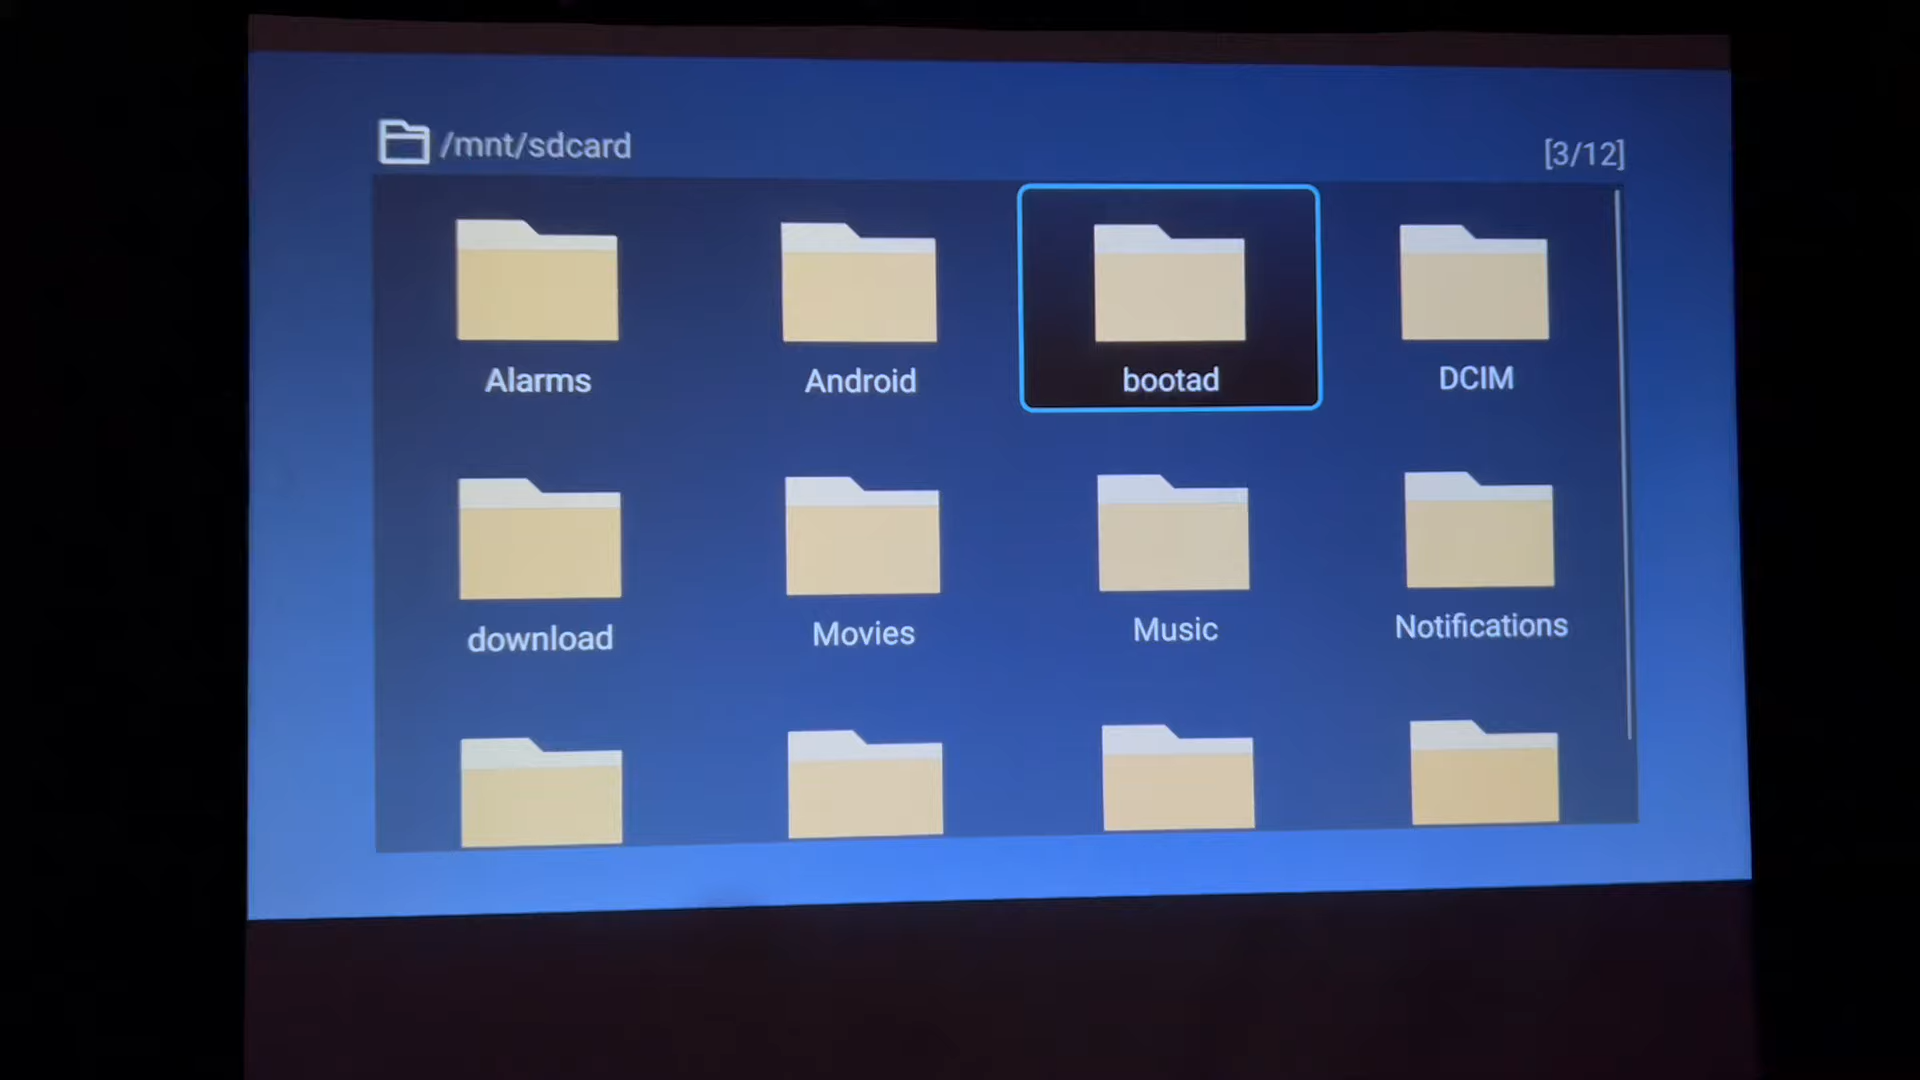 /mnt/sdcard
[3/12]
Alarms
Android
bootad
DCIM
download
Movies
Music
Notifications